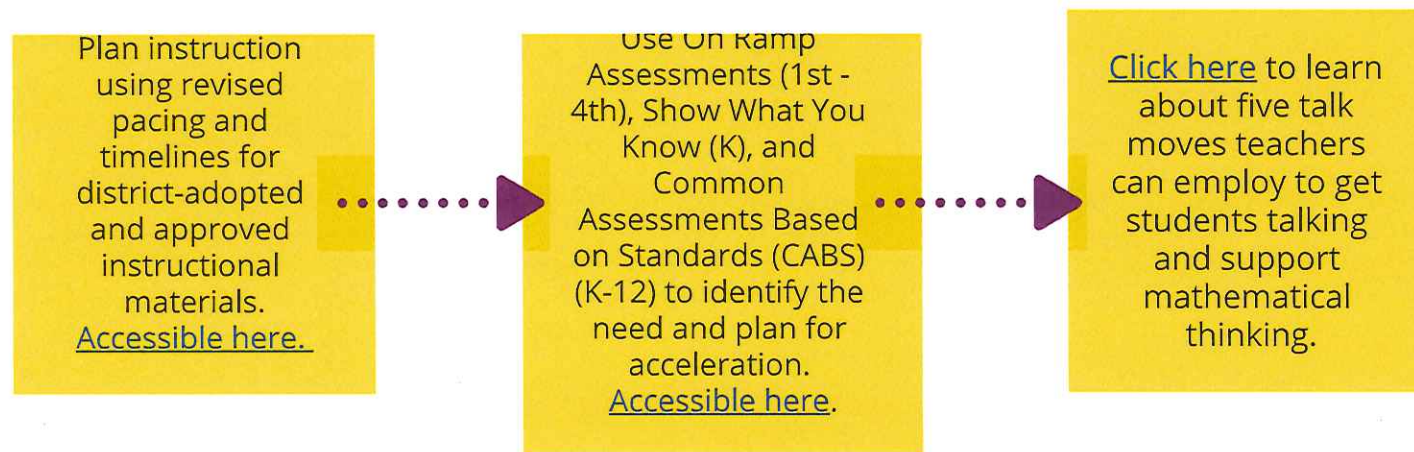 Plan instruction
using revised
pacing and
timelines for
district-adopted
and approved
instructional
materials.
Accessible here.
Use On Ramp
Assessments (1st -
4th), Show What You
Know (K), and
Common
Assessments Based
on Standards (CABS)
(K-12) to identify the
need and plan for
acceleration.
Accessible here.
Click here to learn
about five talk
moves teachers
can employ to get
students talking
and support
mathematical
thinking.